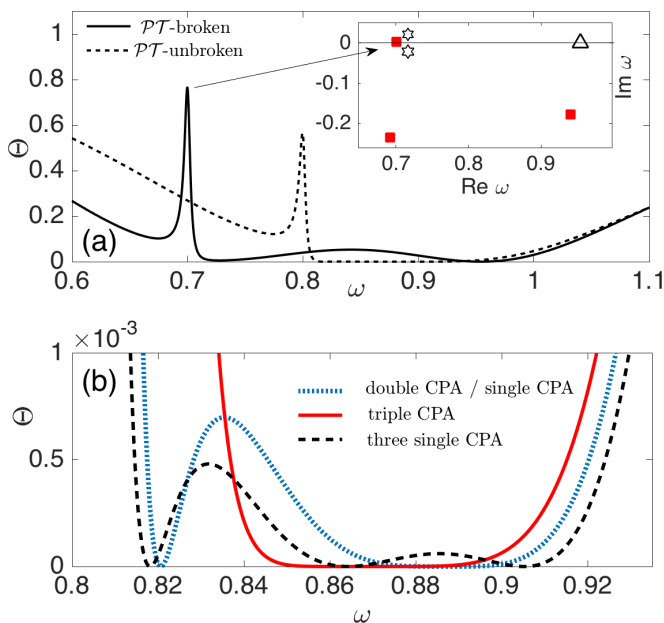 𝒫𝒯-broken
𝒫𝒯-unbroken
1
0.8
0.6
0.4
0.2
0
Θ
(a)
0
-0.1
-0.2
Im ω
0.7
0.8
0.9
Re ω
0.6
0.7
0.8
0.9
1
1.1
ω
×10⁻³
1
0.5
0
Θ
(b)
double CPA / single CPA
triple CPA
three single CPA
0.8
0.82
0.84
0.86
0.88
0.9
0.92
ω